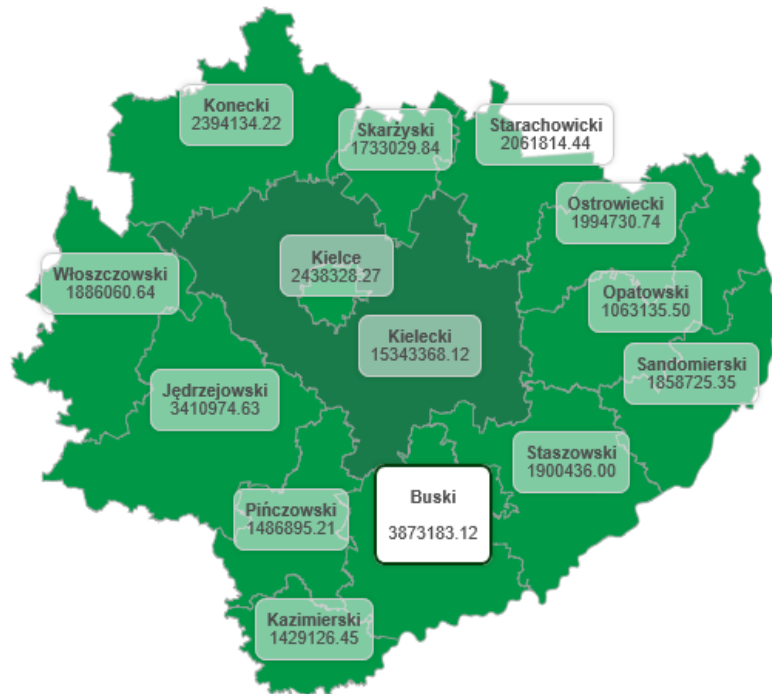 Konecki
2394134.22
Skarżyski
1733029.84
Starachowicki
2061814.44
Ostrowiecki
1994730.74
Kielce
2438328.27
Włoszczowski
1886060.64
Opatowski
1063135.50
Kielecki
15343368.12
Sandomierski
1858725.35
Jędrzejowski
3410974.63
Staszowski
1900436.00
Buski
3873183.12
Pińczowski
1486895.21
Kazimierski
1429126.45